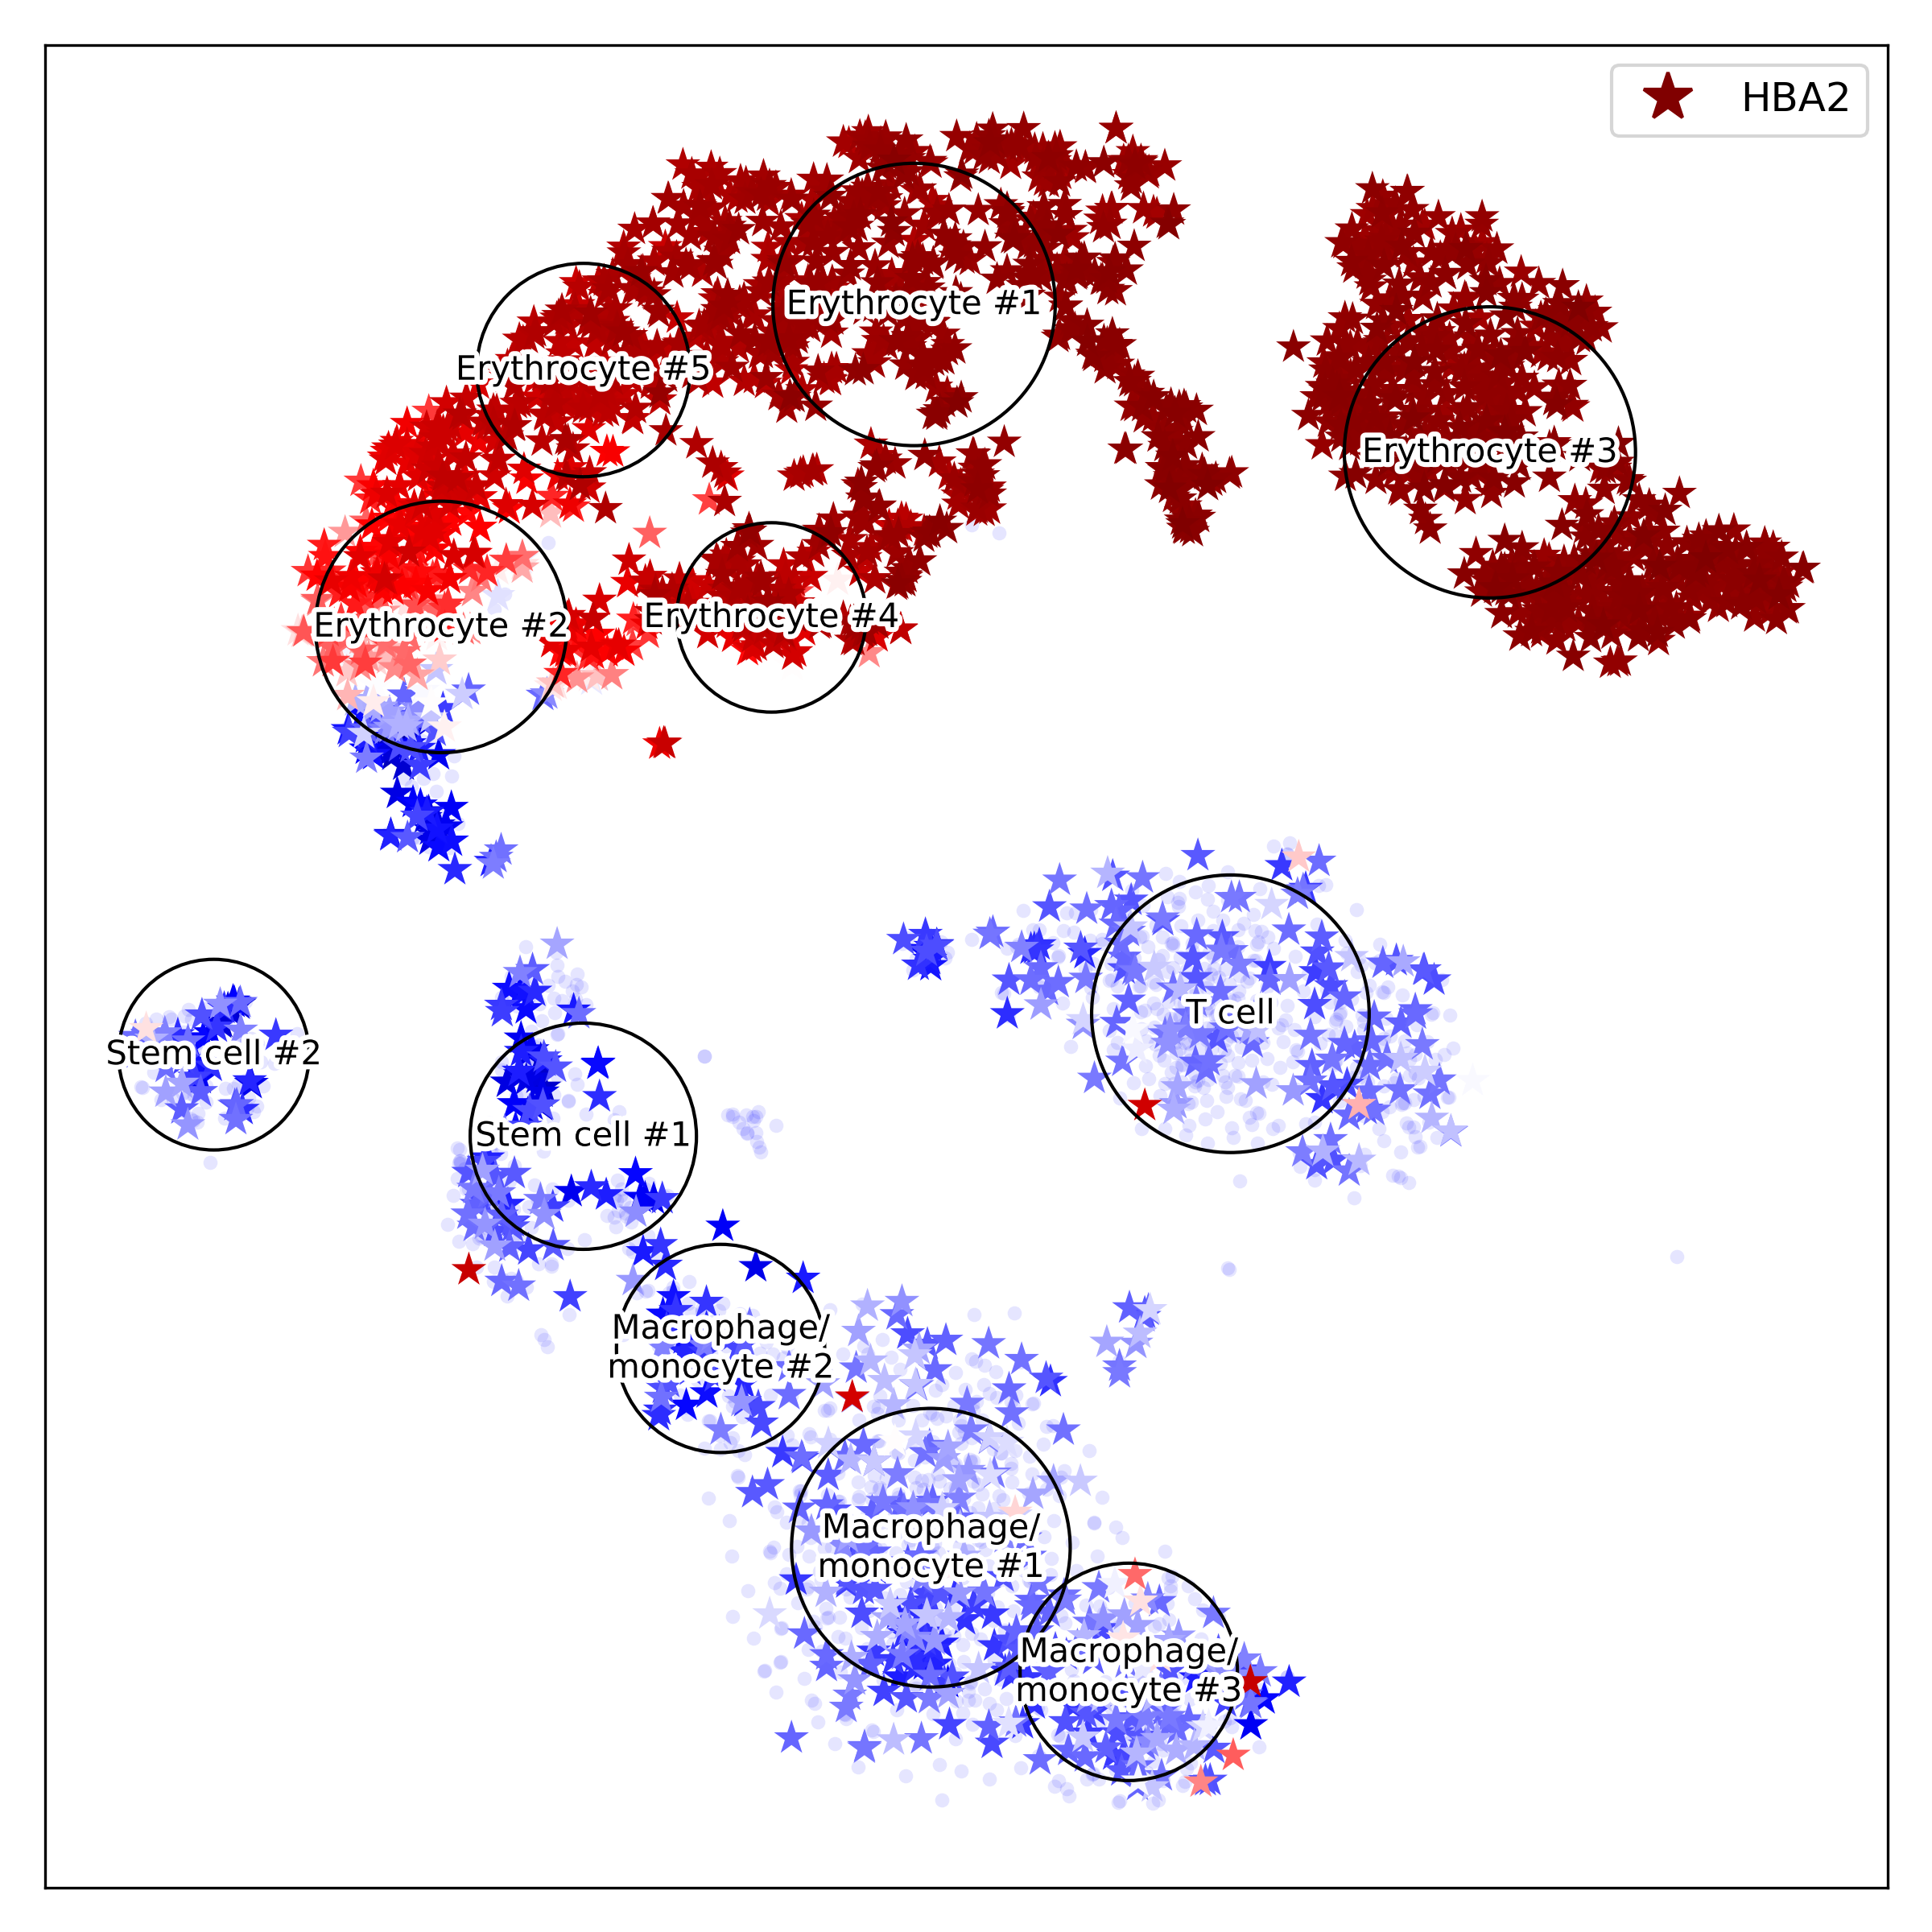 HBA2
Erythrocyte #1
Erythrocyte #5
Erythrocyte #3
Erythrocyte #4
Erythrocyte #2
T cell
Stem cell #2
Stem cell #1
Macrophage/
monocyte #2
Macrophage/
monocyte #1
Macrophage/
monocyte #3